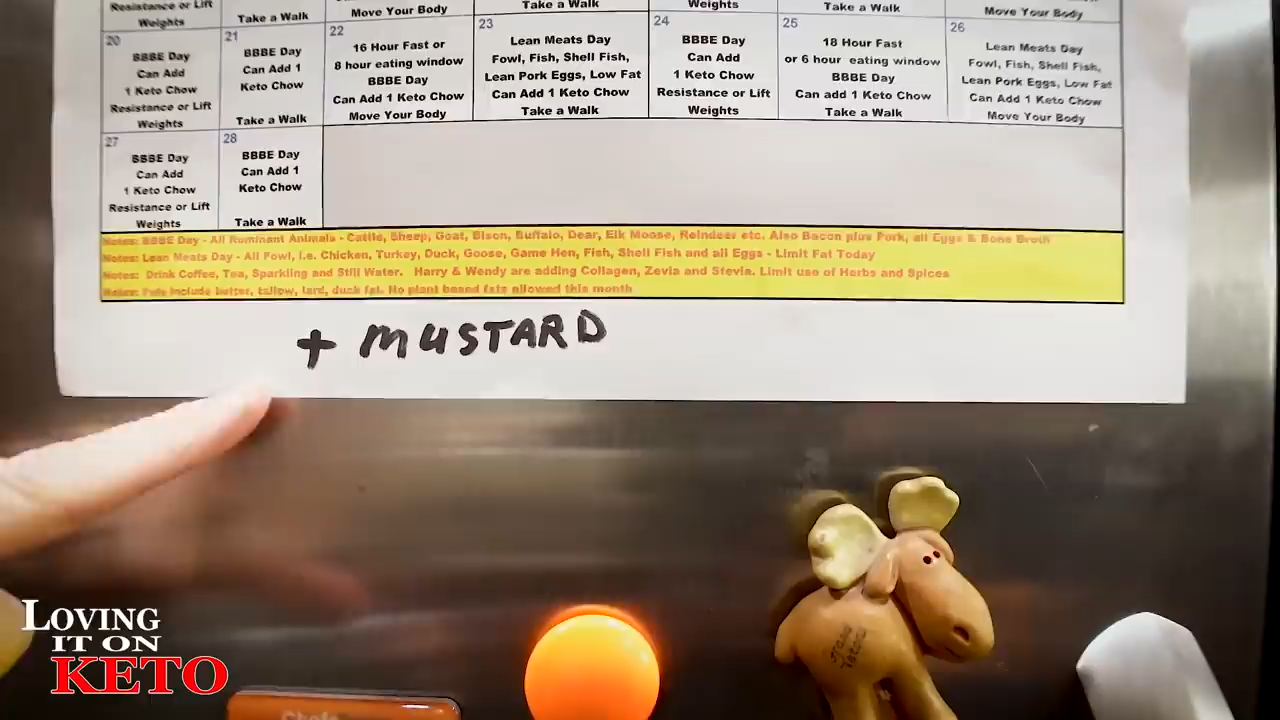 Resistance or Lift
Weights
Take a Walk
Move Your Body
Take a Walk
Weights
Take a Walk
Move Your Body
20
BBBE Day
Can Add
1 Keto Chow
Resistance or Lift
Weights
21
BBBE Day
Can Add 1
Keto Chow
Take a Walk
22
16 Hour Fast or
8 hour eating window
BBBE Day
Can Add 1 Keto Chow
Move Your Body
23
Lean Meats Day
Fowl, Fish, Shell Fish,
Lean Pork Eggs, Low Fat
Can Add 1 Keto Chow
Take a Walk
24
BBBE Day
Can Add
1 Keto Chow
Resistance or Lift
Weights
25
18 Hour Fast
or 6 hour eating window
BBBE Day
Can add 1 Keto Chow
Take a Walk
26
Lean Meats Day
Fowl, Fish, Shell Fish,
Lean Pork Eggs, Low Fat
Can Add 1 Keto Chow
Move Your Body
27
BBBE Day
Can Add
1 Keto Chow
Resistance or Lift
Weights
28
BBBE Day
Can Add 1
Keto Chow
Take a Walk
Notes: BBBE Day - All Ruminant Animals - Cattle, Sheep, Goat, Bison, Buffalo, Dear, Elk Moose, Reindeer etc. Also Bacon plus Pork, all Eggs & Bone Broth
Notes: Lean Meats Day - All Fowl, i.e. Chicken, Turkey, Duck, Goose, Game Hen, Fish, Shell Fish and all Eggs - Limit Fat Today
Notes: Drink Coffee, Tea, Sparkling and Still Water. Harry & Wendy are adding Collagen, Zevia and Stevia. Limit use of Herbs and Spices
Notes: Fats include butter, tallow, lard, duck fat. No plant based fats allowed this month
+ MUSTARD
LOVING
IT ON
KETO